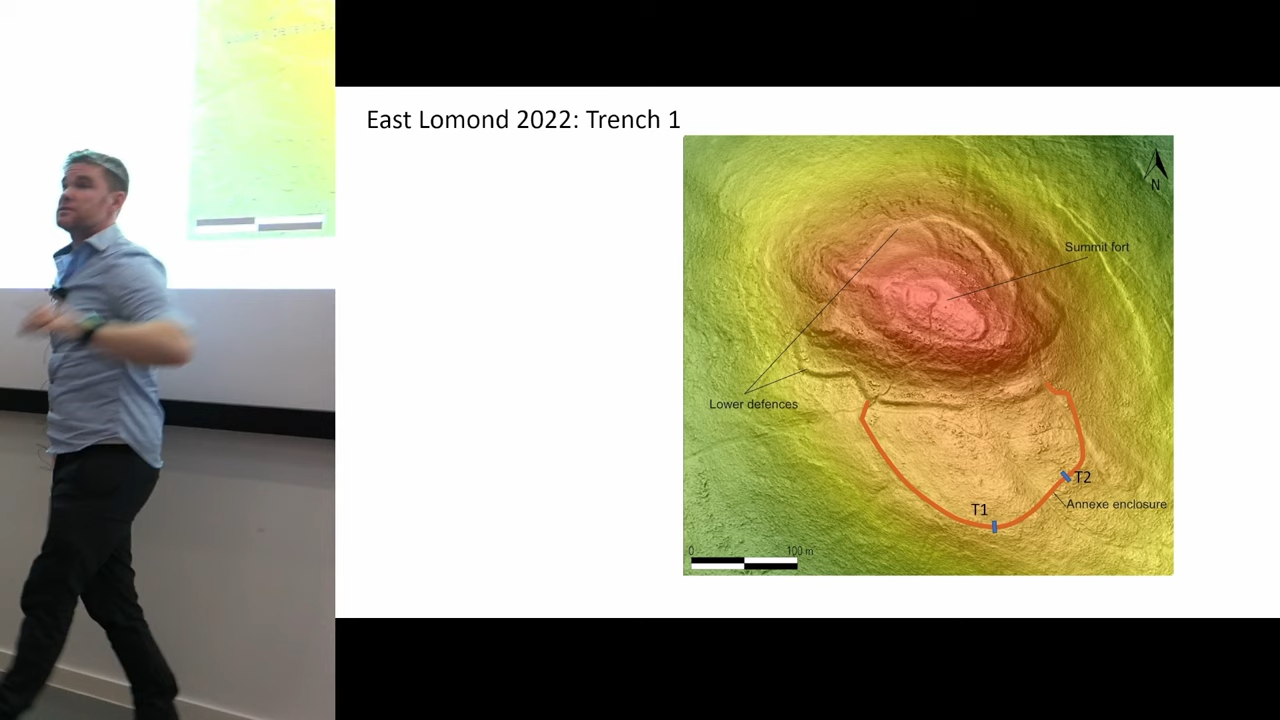 East Lomond 2022: Trench 1
N
Summit fort
Lower defences
T2
Annexe enclosure
T1
0 100 m